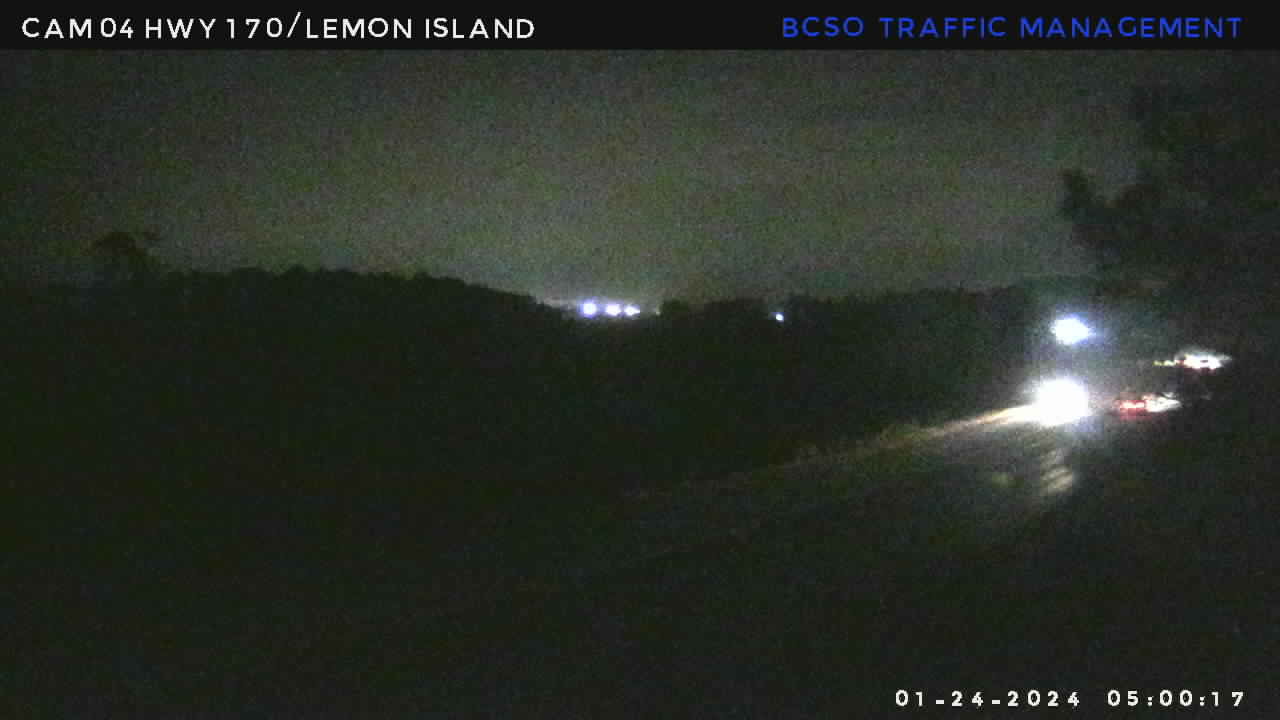 CAM04 HWY 170/LEMON ISLAND
BCSO TRAFFIC MANAGEMENT
01-24-2024 05:00:17